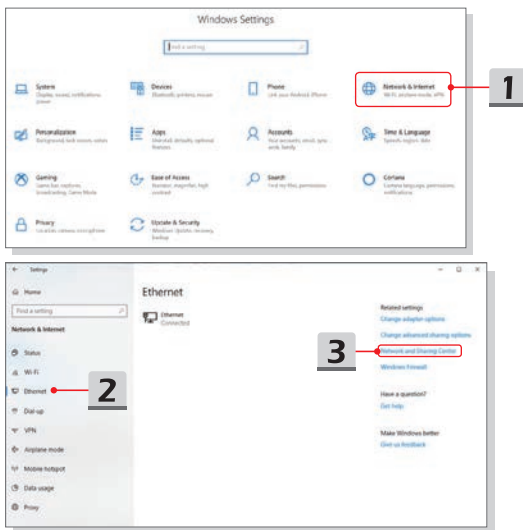 Windows Settings
Find a setting
System
Display, sound, notifications,
power
Devices
Bluetooth, printers, mouse
Phone
Link your Android, iPhone
Network & Internet
Wi-Fi, airplane mode, VPN
1
Personalization
Background, lock screen, colors
Apps
Uninstall, defaults, optional
features
Accounts
Your accounts, email, sync,
work, family
Time & Language
Speech, region, date
Gaming
Game bar, captures,
broadcasting, Game Mode
Ease of Access
Narrator, magnifier, high
contrast
Search
Find my files, permissions
Cortana
Cortana language, permissions,
notifications
Privacy
Location, camera, microphone
Update & Security
Windows Update, recovery,
backup
Settings
Home
Find a setting
Network & Internet
Status
Wi-Fi
Ethernet
2
Dial-up
VPN
Airplane mode
Mobile hotspot
Data usage
Proxy
Ethernet
Ethernet
Connected
Related settings
Change adapter options
Change advanced sharing options
3
Network and Sharing Center
Windows Firewall
Have a question?
Get help
Make Windows better
Give us feedback